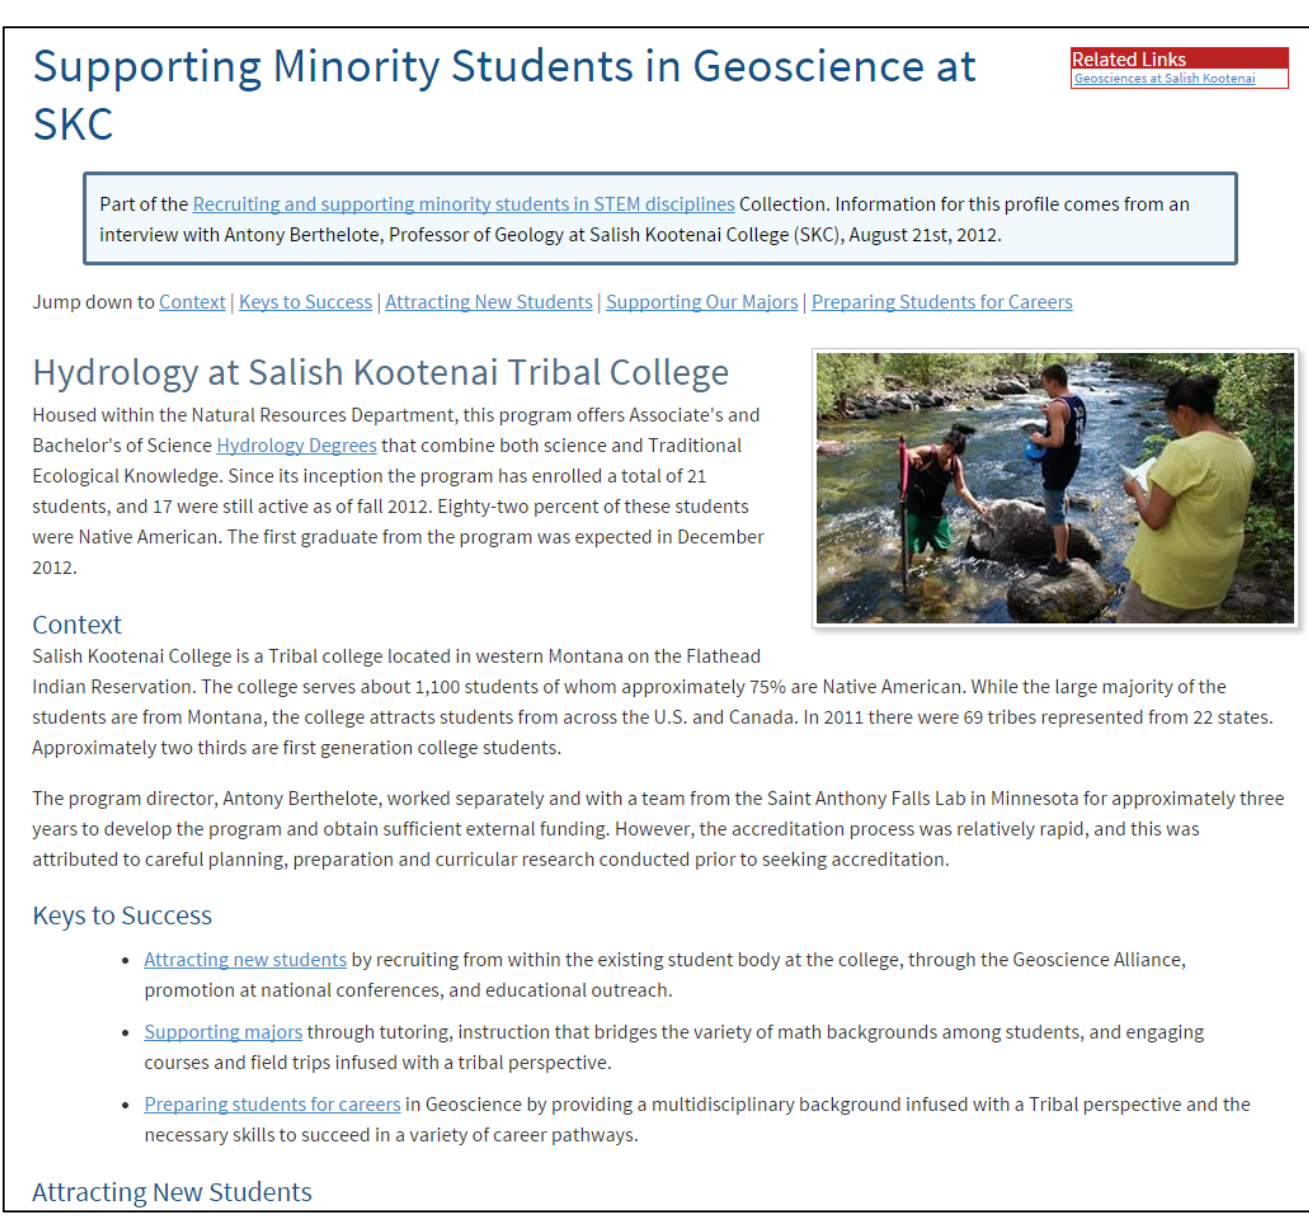 Supporting Minority Students in Geoscience at
SKC
Related Links
Geosciences at Salish Kootenai
Part of the Recruiting and supporting minority students in STEM disciplines Collection. Information for this profile comes from an
interview with Antony Berthelote, Professor of Geology at Salish Kootenai College (SKC), August 21st, 2012.
Jump down to Context | Keys to Success | Attracting New Students | Supporting Our Majors | Preparing Students for Careers
Hydrology at Salish Kootenai Tribal College
Housed within the Natural Resources Department, this program offers Associate's and
Bachelor's of Science Hydrology Degrees that combine both science and Traditional
Ecological Knowledge. Since its inception the program has enrolled a total of 21
students, and 17 were still active as of fall 2012. Eighty-two percent of these students
were Native American. The first graduate from the program was expected in December
2012.
Context
Salish Kootenai College is a Tribal college located in western Montana on the Flathead
Indian Reservation. The college serves about 1,100 students of whom approximately 75% are Native American. While the large majority of the
students are from Montana, the college attracts students from across the U.S. and Canada. In 2011 there were 69 tribes represented from 22 states.
Approximately two thirds are first generation college students.
The program director, Antony Berthelote, worked separately and with a team from the Saint Anthony Falls Lab in Minnesota for approximately three
years to develop the program and obtain sufficient external funding. However, the accreditation process was relatively rapid, and this was
attributed to careful planning, preparation and curricular research conducted prior to seeking accreditation.
Keys to Success
• Attracting new students by recruiting from within the existing student body at the college, through the Geoscience Alliance,
promotion at national conferences, and educational outreach.
• Supporting majors through tutoring, instruction that bridges the variety of math backgrounds among students, and engaging
courses and field trips infused with a tribal perspective.
• Preparing students for careers in Geoscience by providing a multidisciplinary background infused with a Tribal perspective and the
necessary skills to succeed in a variety of career pathways.
Attracting New Students